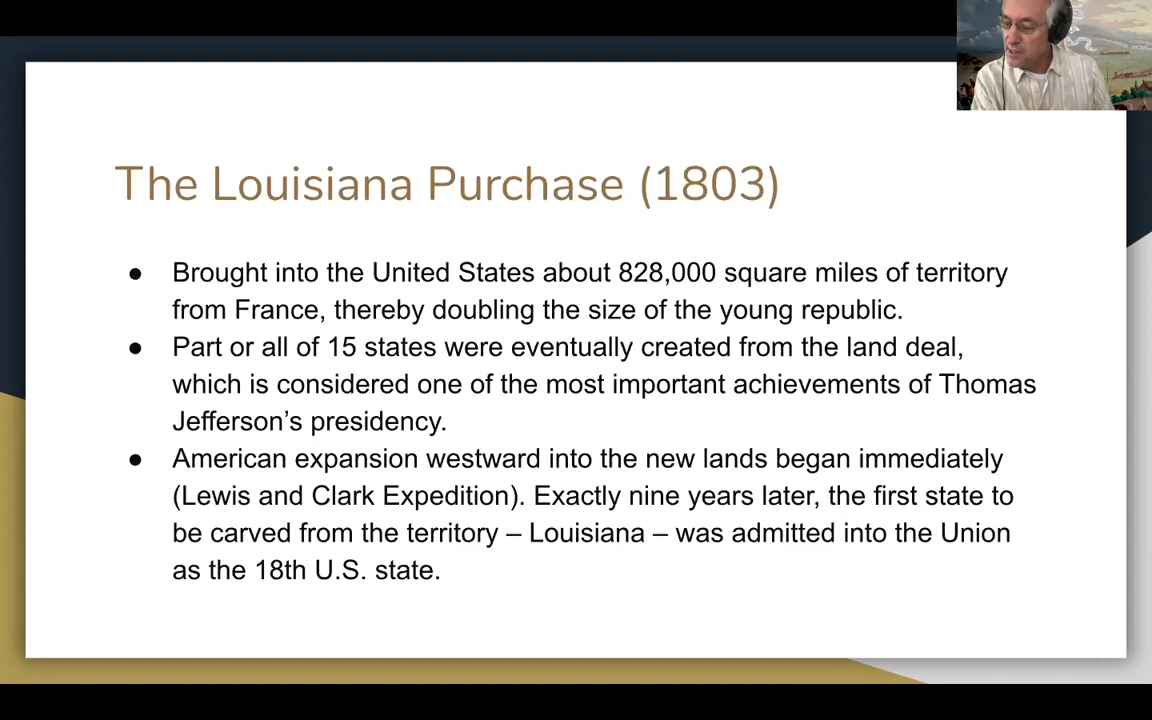 The Louisiana Purchase (1803)
● Brought into the United States about 828,000 square miles of territory
from France, thereby doubling the size of the young republic.
● Part or all of 15 states were eventually created from the land deal,
which is considered one of the most important achievements of Thomas
Jefferson’s presidency.
● American expansion westward into the new lands began immediately
(Lewis and Clark Expedition). Exactly nine years later, the first state to
be carved from the territory – Louisiana – was admitted into the Union
as the 18th U.S. state.